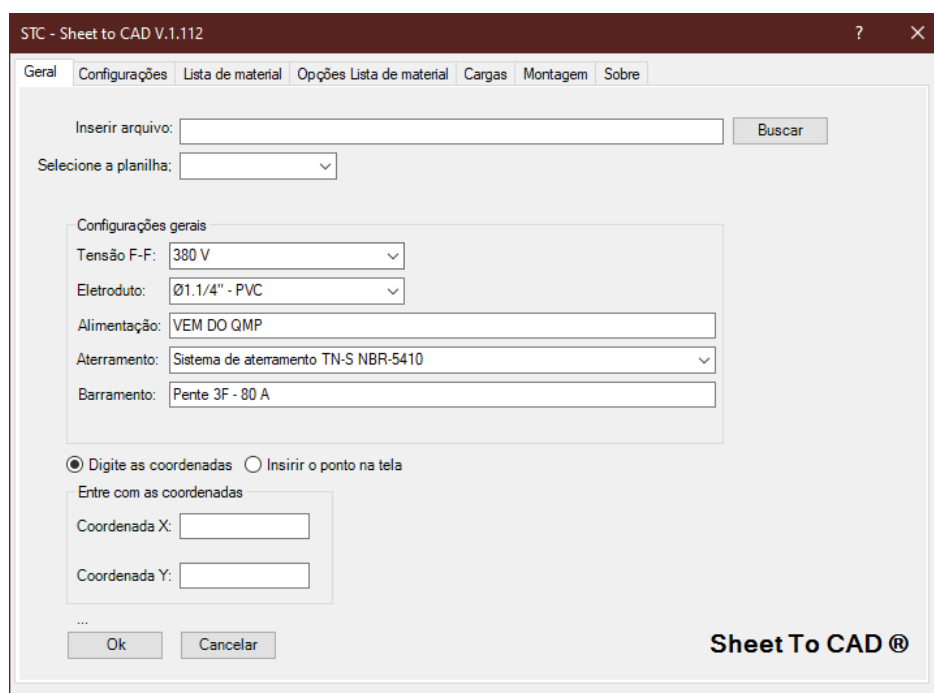 STC - Sheet to CAD V.1.112 ?
Geral Configurações Lista de material Opções Lista de material Cargas Montagem Sobre
Inserir arquivo: Buscar
Selecione a planilha;
Configurações gerais
Tensão F-F: 380 V
Eletroduto: Ø1.1/4" - PVC
Alimentação: VEM DO QMP
Aterramento: Sistema de aterramento TN-S NBR-5410
Barramento: Pente 3F - 80 A
Digite as coordenadas Insirir o ponto na tela
Entre com as coordenadas
Coordenada X:
Coordenada Y:
...
Ok Cancelar
Sheet To CAD ®